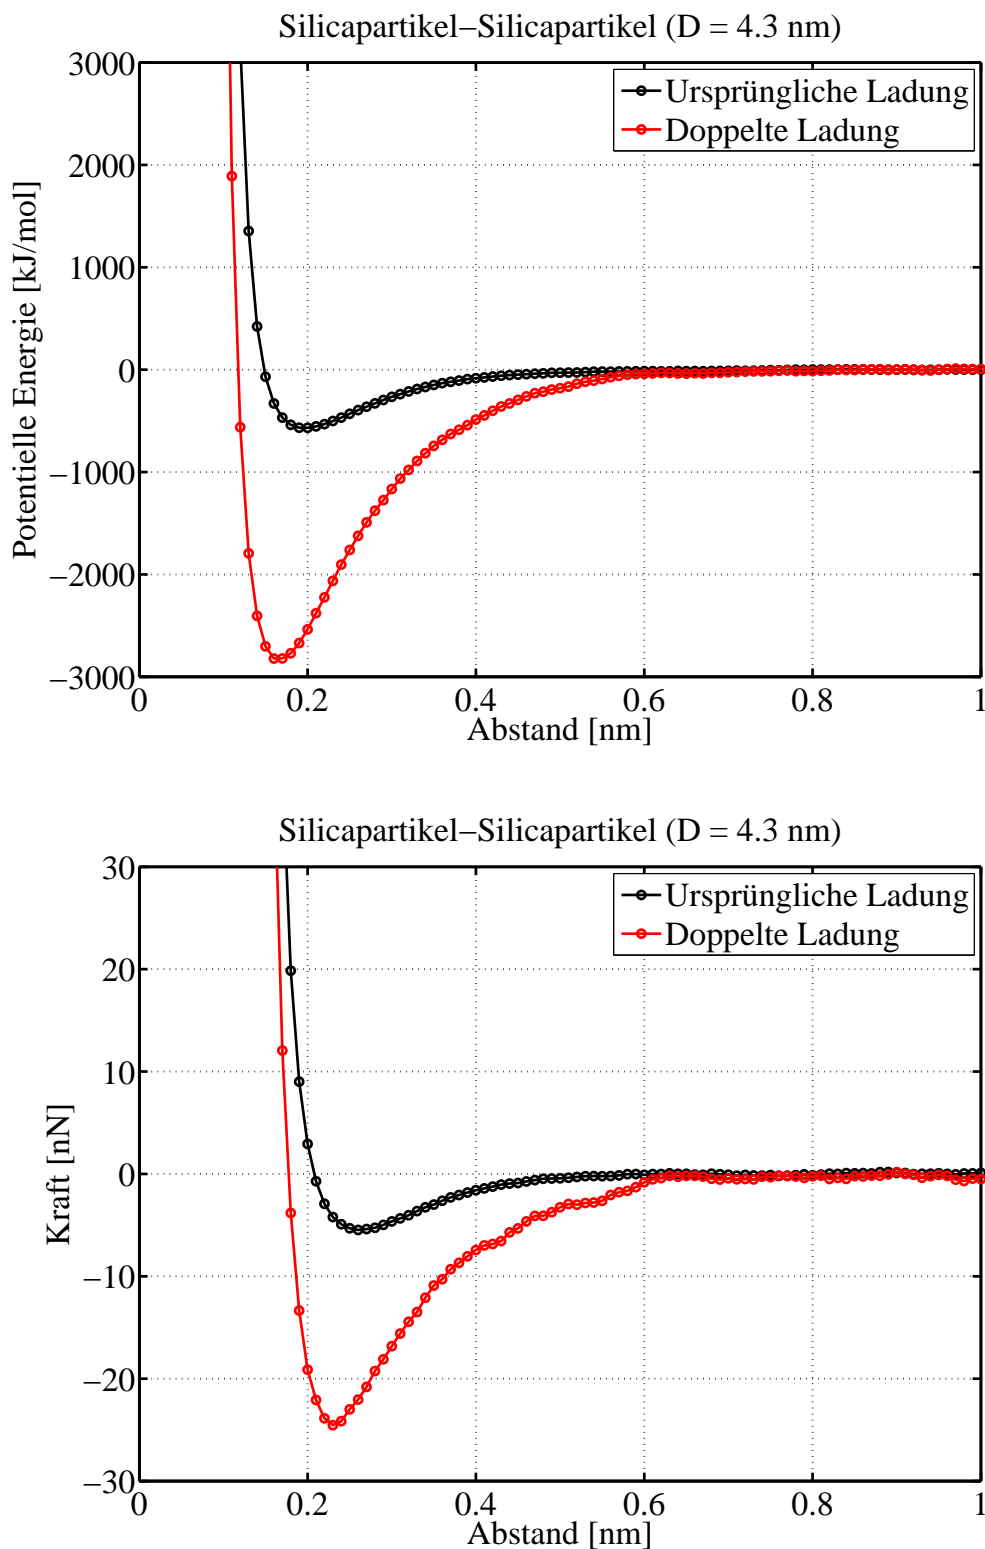 Silicapartikel−Silicapartikel (D = 4.3 nm)
3000
2000
1000
0
−1000
−2000
−3000
Potentielle Energie [kJ/mol]
Ursprüngliche Ladung
Doppelte Ladung
0 0.2 0.4 0.6 0.8 1
Abstand [nm]
Silicapartikel−Silicapartikel (D = 4.3 nm)
30
20
10
0
−10
−20
−30
Kraft [nN]
Ursprüngliche Ladung
Doppelte Ladung
0 0.2 0.4 0.6 0.8 1
Abstand [nm]